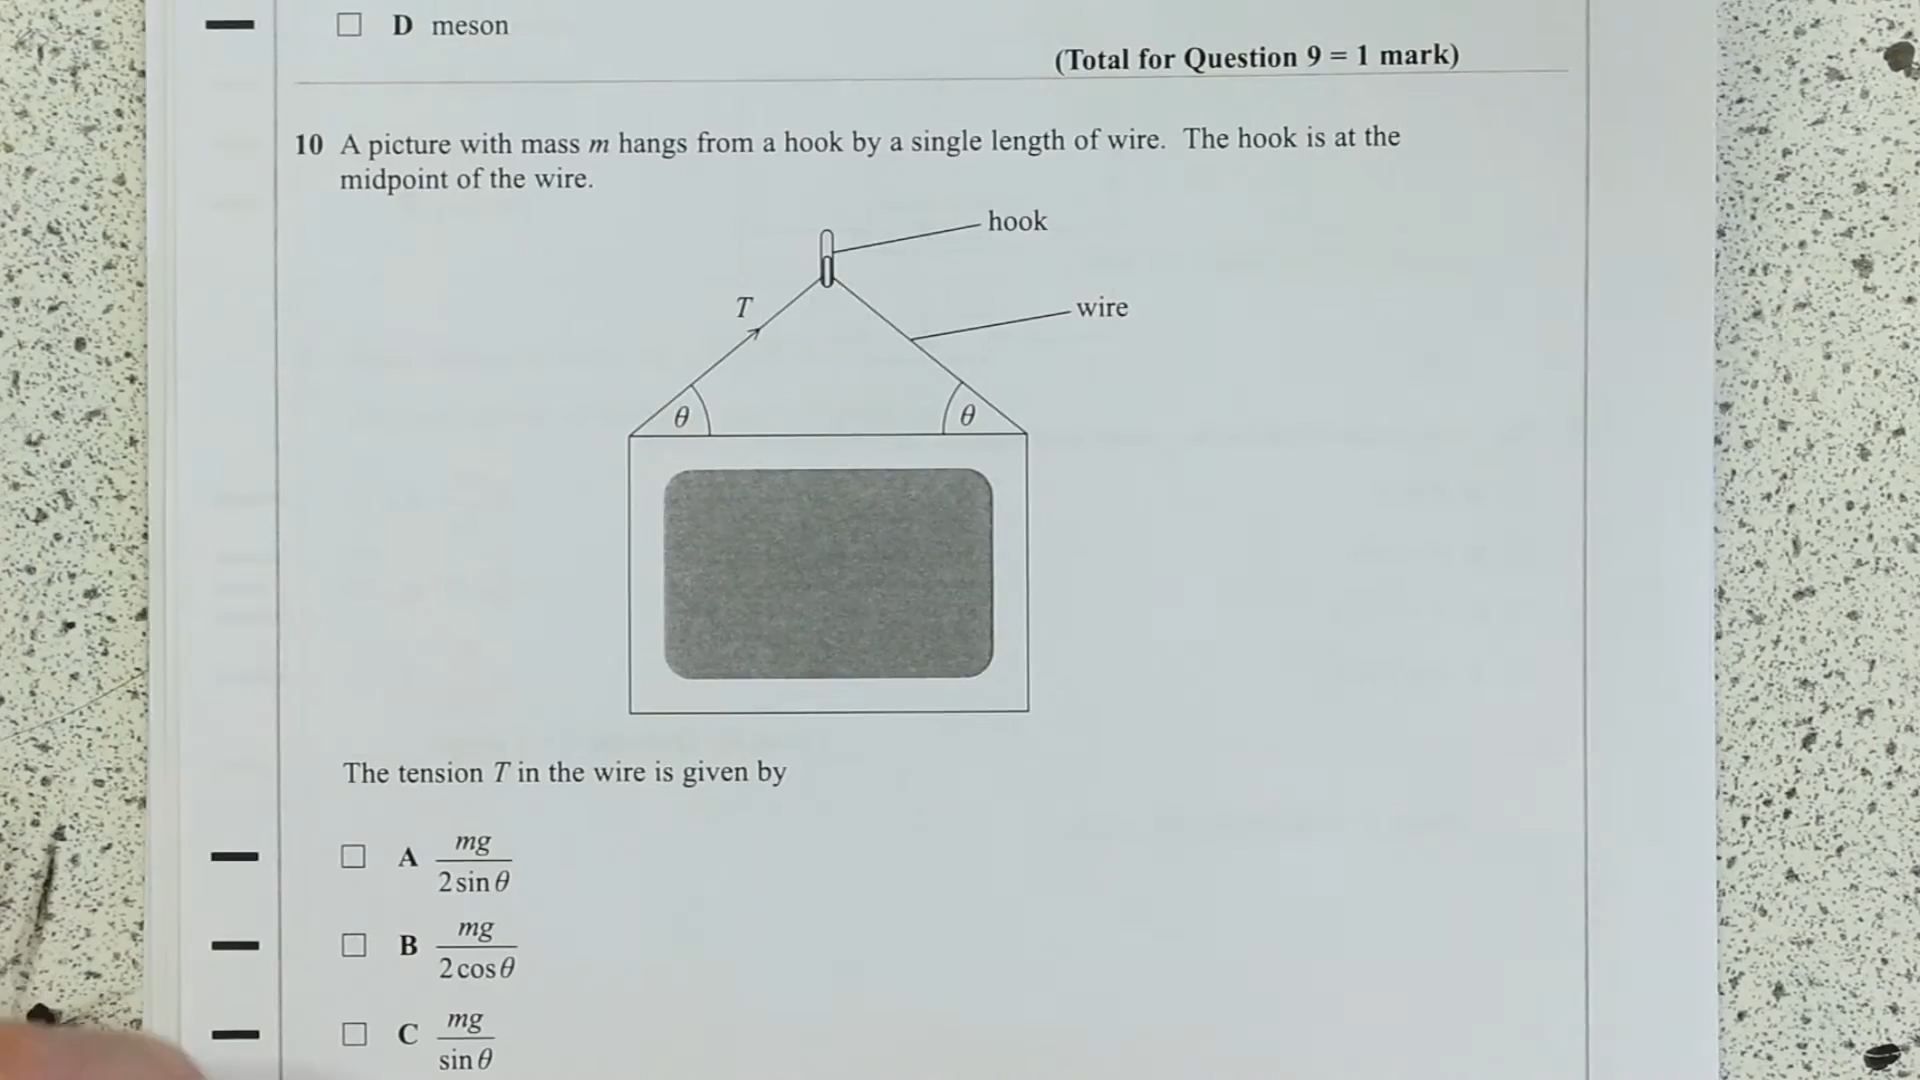 D meson
(Total for Question 9 = 1 mark)
10 A picture with mass m hangs from a hook by a single length of wire. The hook is at the
midpoint of the wire.
hook
T
wire
θ
θ
The tension T in the wire is given by
A mg
2 sin θ
B mg
2 cos θ
C mg
sin θ